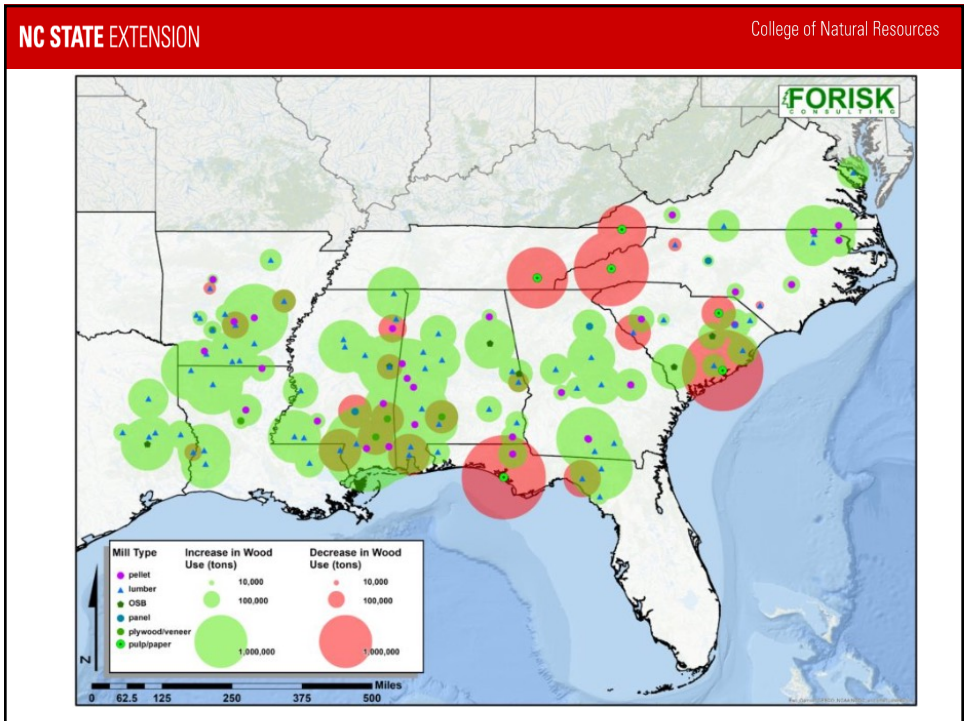 NC STATE EXTENSION
College of Natural Resources
FORISK
CONSULTING
Mill Type
pellet
lumber
OSB
panel
plywood/veneer
pulp/paper
Increase in Wood
Use (tons)
10,000
100,000
1,000,000
Decrease in Wood
Use (tons)
10,000
100,000
1,000,000
N
Miles
0 62.5 125 250 375 500